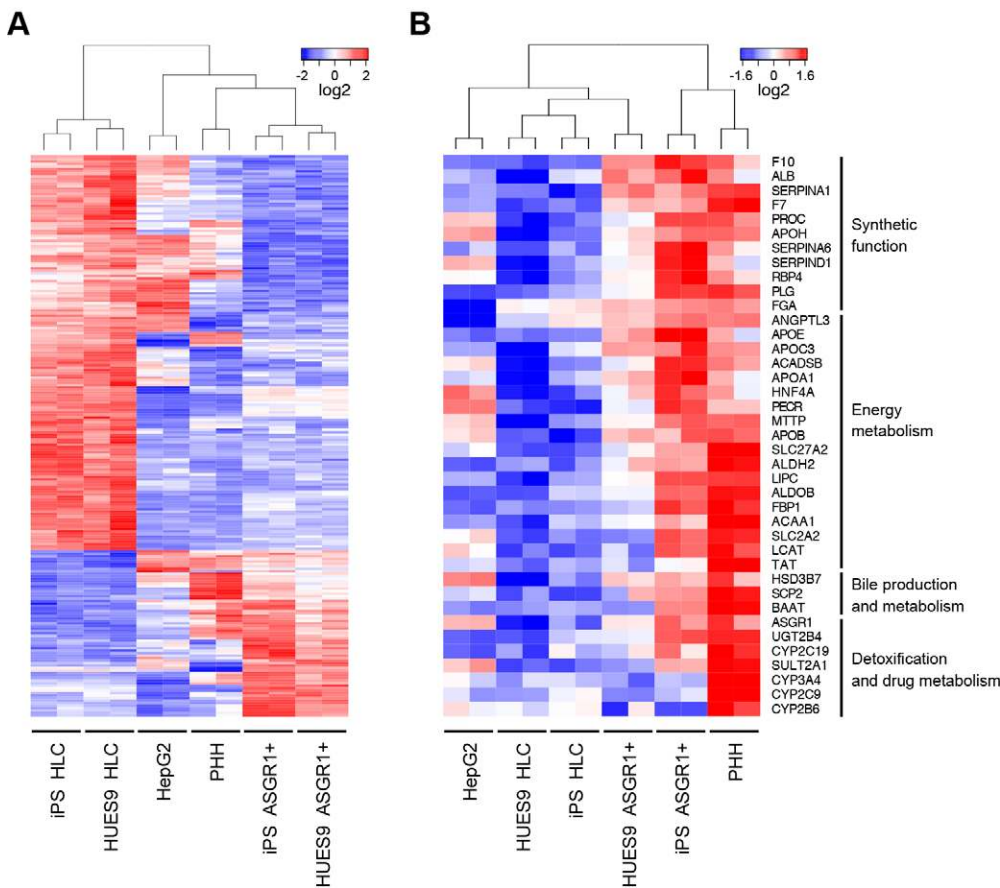 A
-2 0 2
log2
iPS HLC
HUES9 HLC
HepG2
PHH
iPS ASGR1+
HUES9 ASGR1+
B
-1.6 0 1.6
log2
F10
ALB
SERPINA1
F7
PROC
APOH
SERPINA6
SERPIND1
RBP4
PLG
FGA
ANGPTL3
APOE
APOC3
ACADSB
APOA1
HNF4A
PECR
MTTP
APOB
SLC27A2
ALDH2
LIPC
ALDOB
FBP1
ACAA1
SLC2A2
LCAT
TAT
HSD3B7
SCP2
BAAT
ASGR1
UGT2B4
CYP2C19
SULT2A1
CYP3A4
CYP2C9
CYP2B6
Synthetic
function
Energy
metabolism
Bile production
and metabolism
Detoxification
and drug metabolism
HepG2
HUES9 HLC
iPS HLC
HUES9 ASGR1+
iPS ASGR1+
PHH